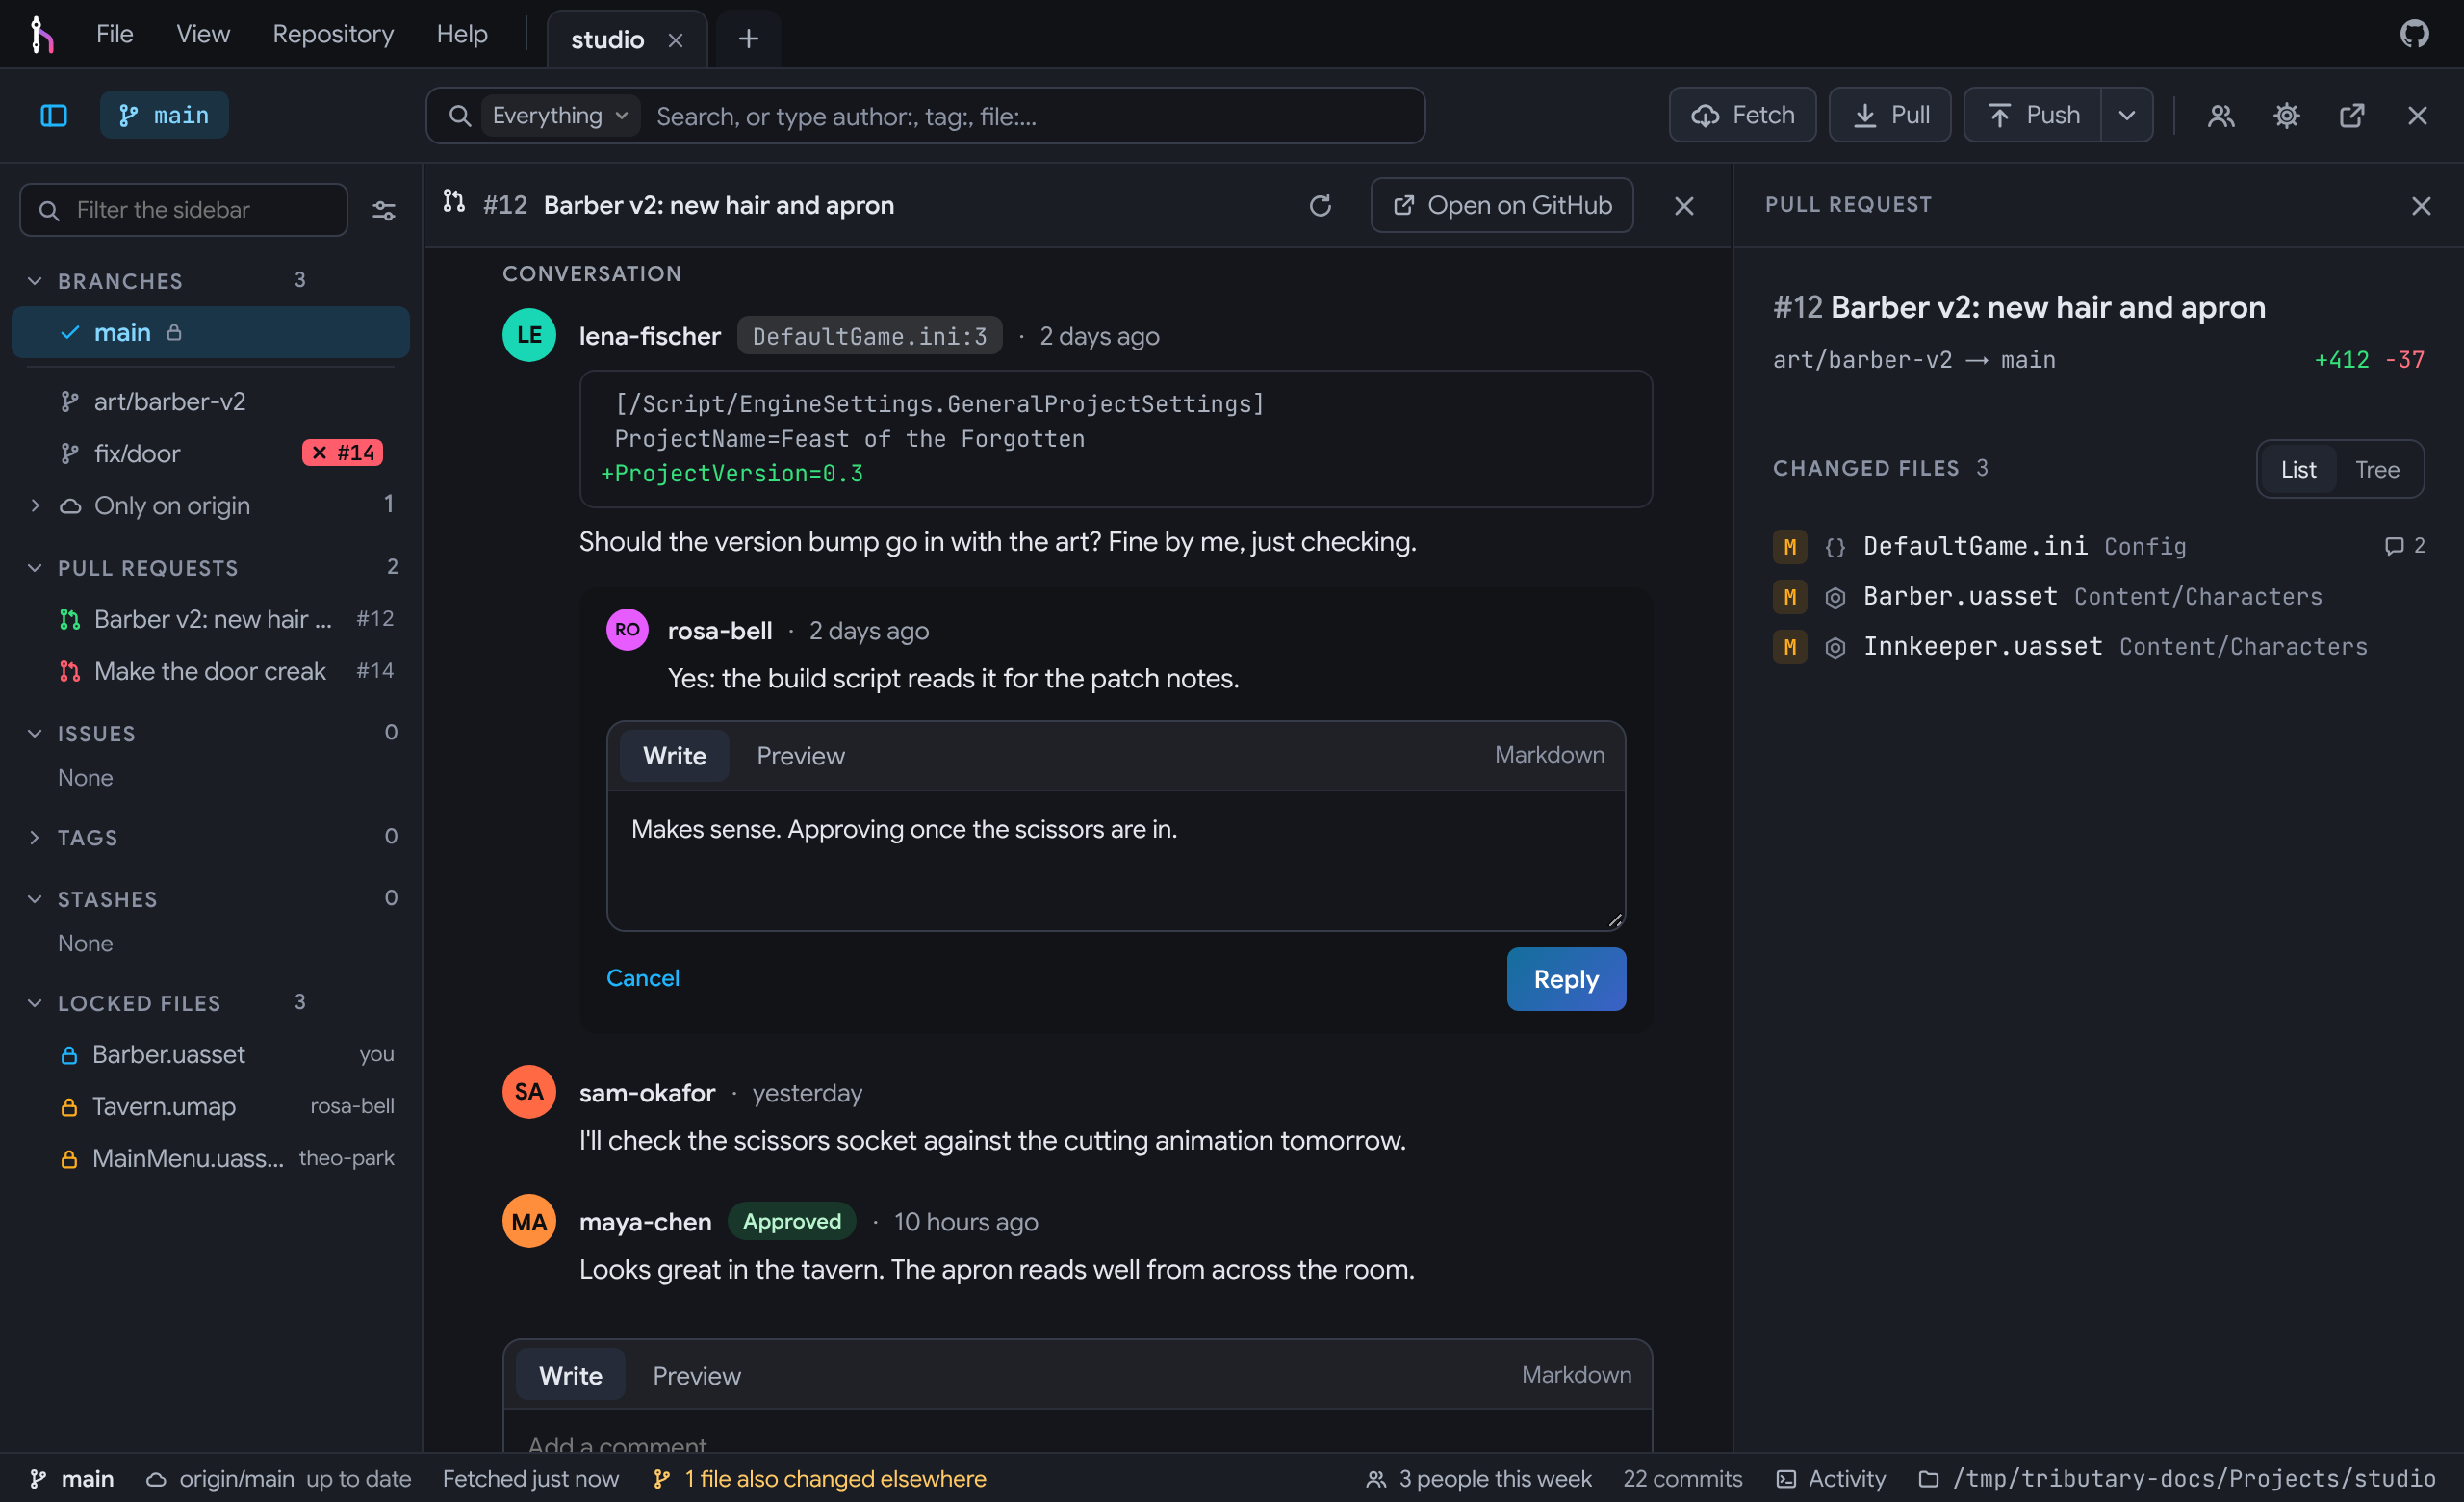 File View Repository Help studio
main Everything Search, or type author:, tag:, file:... Fetch Pull Push
Filter the sidebar
BRANCHES 3
main
art/barber-v2
fix/door #14
Only on origin 1
PULL REQUESTS 2
Barber v2: new hair ... #12
Make the door creak #14
ISSUES 0
None
TAGS 0
STASHES 0
None
LOCKED FILES 3
Barber.uasset you
Tavern.umap rosa-bell
MainMenu.uass... theo-park
#12 Barber v2: new hair and apron Open on GitHub
CONVERSATION
LE lena-fischer DefaultGame.ini:3 · 2 days ago
[/Script/EngineSettings.GeneralProjectSettings]
ProjectName=Feast of the Forgotten
+ProjectVersion=0.3
Should the version bump go in with the art? Fine by me, just checking.
RO rosa-bell · 2 days ago
Yes: the build script reads it for the patch notes.
Write Preview Markdown
Makes sense. Approving once the scissors are in.
Cancel Reply
SA sam-okafor · yesterday
I'll check the scissors socket against the cutting animation tomorrow.
MA maya-chen Approved · 10 hours ago
Looks great in the tavern. The apron reads well from across the room.
Write Preview Markdown
Add a comment
PULL REQUEST
#12 Barber v2: new hair and apron
art/barber-v2 → main +412 -37
CHANGED FILES 3 List Tree
M {} DefaultGame.ini Config 2
M Barber.uasset Content/Characters
M Innkeeper.uasset Content/Characters
main origin/main up to date Fetched just now 1 file also changed elsewhere 3 people this week 22 commits Activity /tmp/tributary-docs/Projects/studio